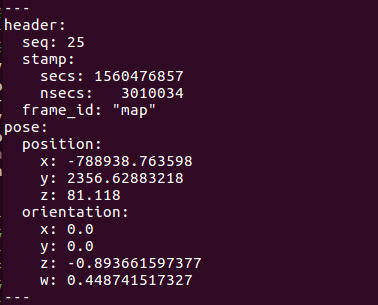 ---
header:
  seq: 25
  stamp:
    secs: 1560476857
    nsecs:   3010034
  frame_id: "map"
pose:
  position:
    x: -788938.763598
    y: 2356.62883218
    z: 81.118
  orientation:
    x: 0.0
    y: 0.0
    z: -0.893661597377
    w: 0.448741517327
---